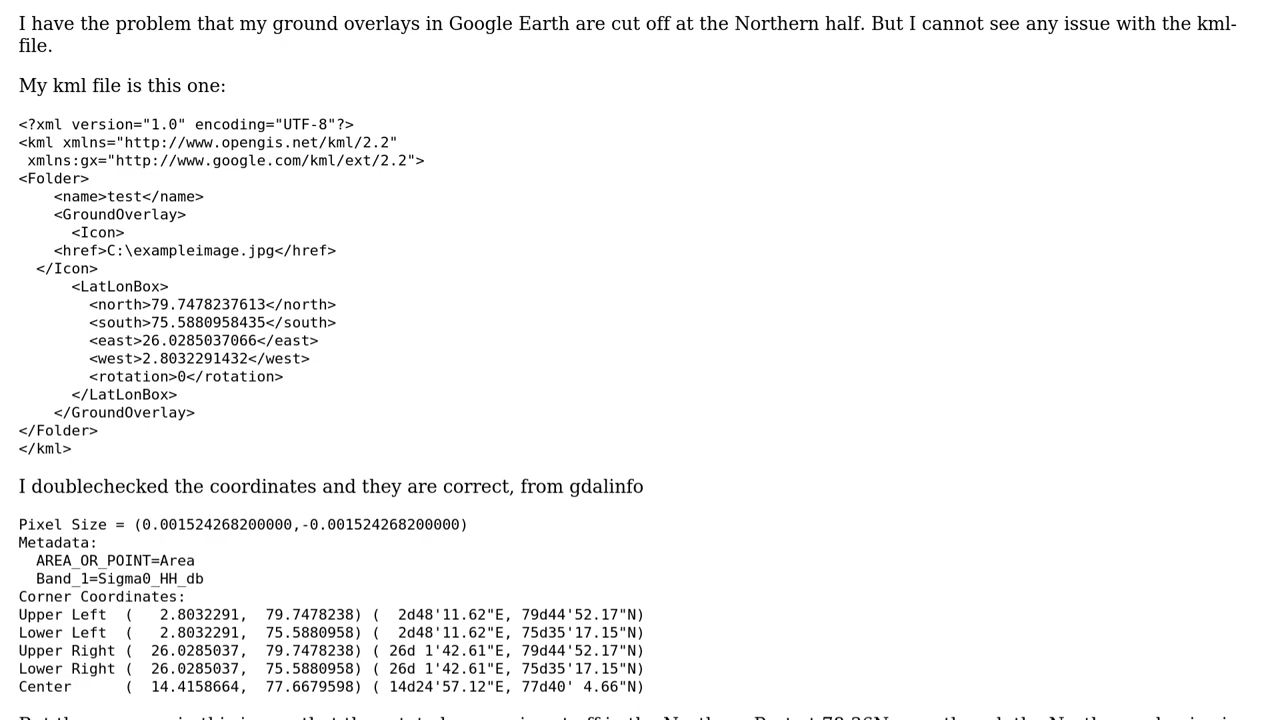 I have the problem that my ground overlays in Google Earth are cut off at the Northern half. But I cannot see any issue with the kml-
file.
My kml file is this one:
<?xml version="1.0" encoding="UTF-8"?>
<kml xmlns="http://www.opengis.net/kml/2.2"
 xmlns:gx="http://www.google.com/kml/ext/2.2">
<Folder>
    <name>test</name>
    <GroundOverlay>
      <Icon>
    <href>C:\exampleimage.jpg</href>
  </Icon>
      <LatLonBox>
        <north>79.7478237613</north>
        <south>75.5880958435</south>
        <east>26.0285037066</east>
        <west>2.8032291432</west>
        <rotation>0</rotation>
      </LatLonBox>
    </GroundOverlay>
</Folder>
</kml>
I doublechecked the coordinates and they are correct, from gdalinfo
Pixel Size = (0.001524268200000,-0.001524268200000)
Metadata:
  AREA_OR_POINT=Area
  Band_1=Sigma0_HH_db
Corner Coordinates:
Upper Left  (   2.8032291,  79.7478238) (  2d48'11.62"E, 79d44'52.17"N)
Lower Left  (   2.8032291,  75.5880958) (  2d48'11.62"E, 75d35'17.15"N)
Upper Right (  26.0285037,  79.7478238) ( 26d 1'42.61"E, 79d44'52.17"N)
Lower Right (  26.0285037,  75.5880958) ( 26d 1'42.61"E, 75d35'17.15"N)
Center      (  14.4158664,  77.6679598) ( 14d24'57.12"E, 77d40' 4.66"N)